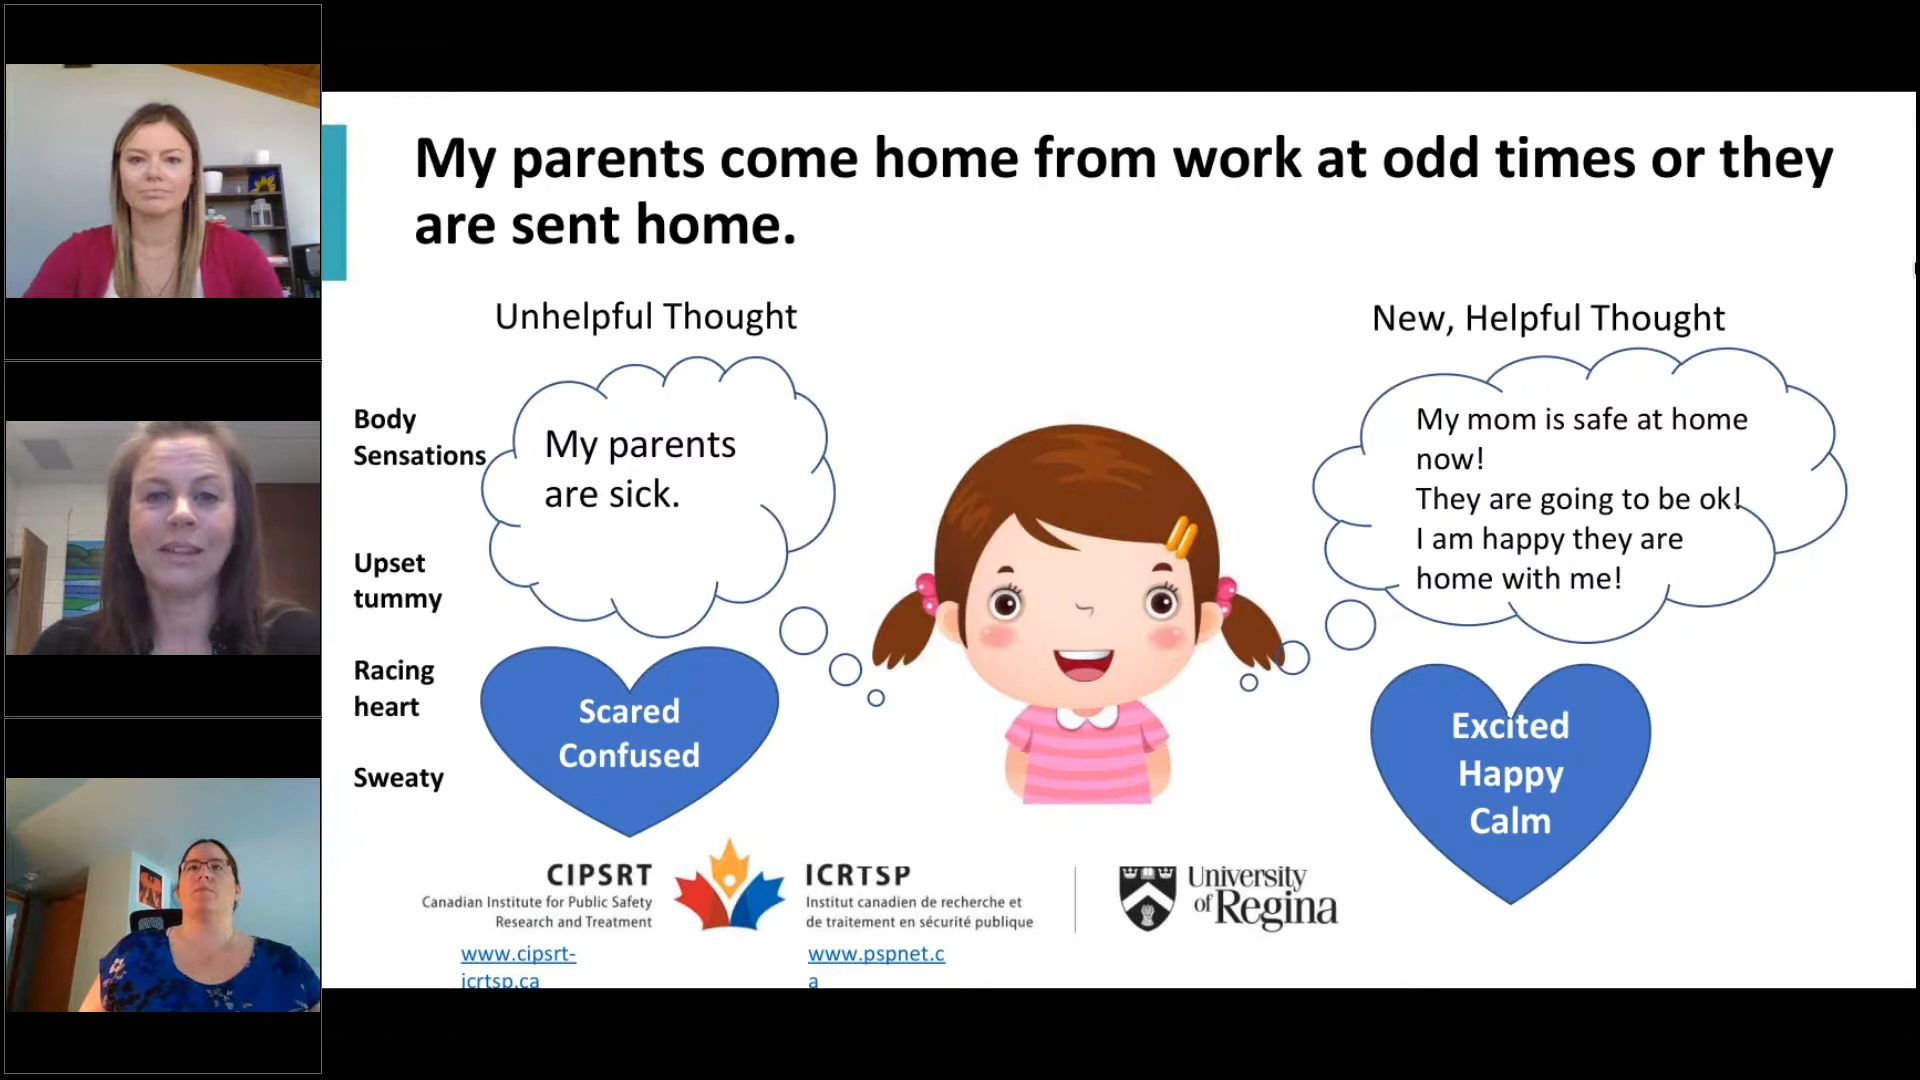 My parents come home from work at odd times or they
are sent home.
Unhelpful Thought
New, Helpful Thought
Body
Sensations
Upset
tummy
Racing
heart
Sweaty
My parents
are sick.
Scared
Confused
My mom is safe at home
now!
They are going to be ok!
I am happy they are
home with me!
Excited
Happy
Calm
CIPSRT
Canadian Institute for Public Safety
Research and Treatment
www.cipsrt-
icrtsp.ca
ICRTSP
Institut canadien de recherche et
de traitement en sécurité publique
www.pspnet.c
a
University
of Regina